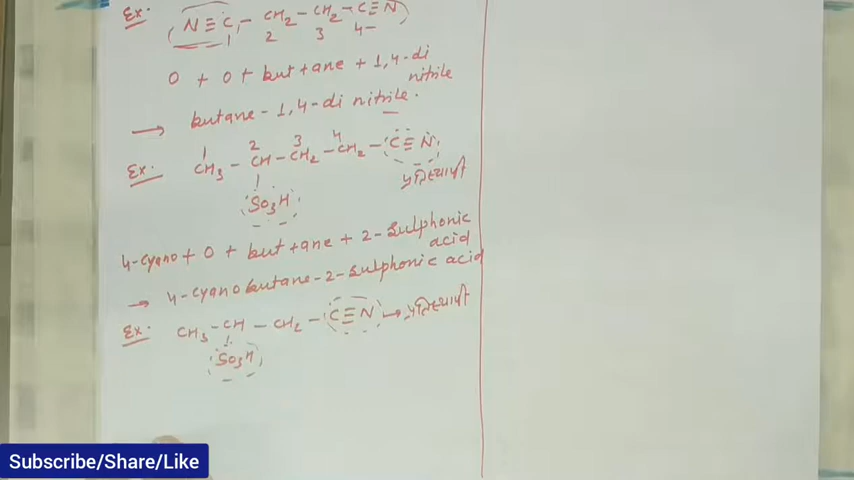 Ex.
N≡C-CH₂-CH₂-C≡N
1 2 3 4
0 + 0 + but + ane + 1,4-di
nitrile
→ butane-1,4-di nitrile.
1 2 3 4
Ex. CH₃-CH-CH₂-CH₂-C≡N
SO₃H
4-cyano + 0 + but + ane + 2-sulphonic
acid
→ 4-cyanobutane-2-sulphonic acid
Ex. CH₃-CH-CH₂-C≡N→
SO₃H
Subscribe/Share/Like